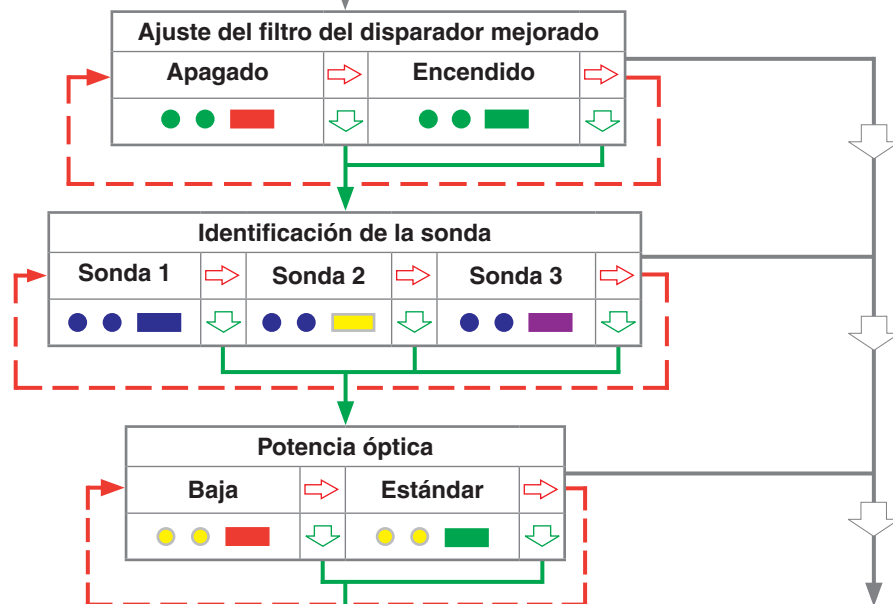 Ajuste del filtro del disparador mejorado
Apagado Encendido
Identificación de la sonda
Sonda 1 Sonda 2 Sonda 3
Potencia óptica
Baja Estándar